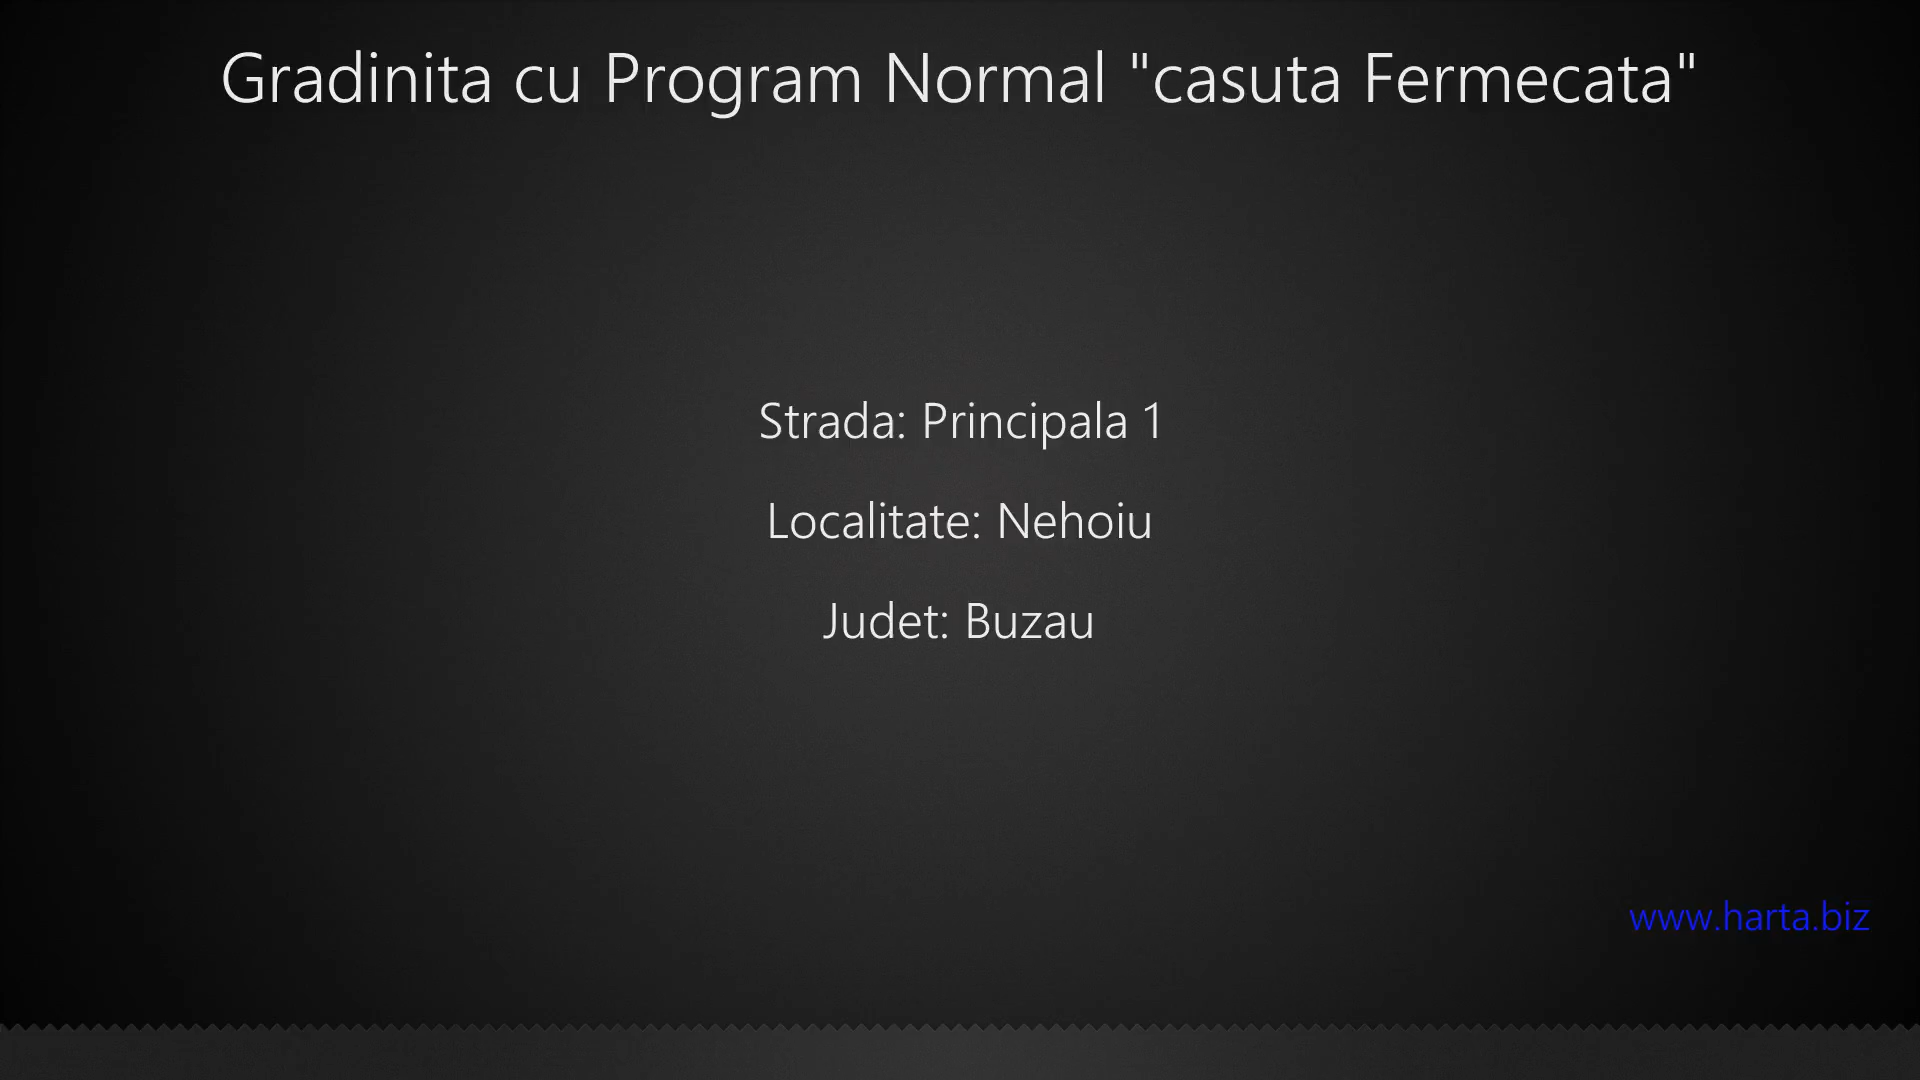 Gradinita cu Program Normal "casuta Fermecata"
Strada: Principala 1
Localitate: Nehoiu
Judet: Buzau
www.harta.biz